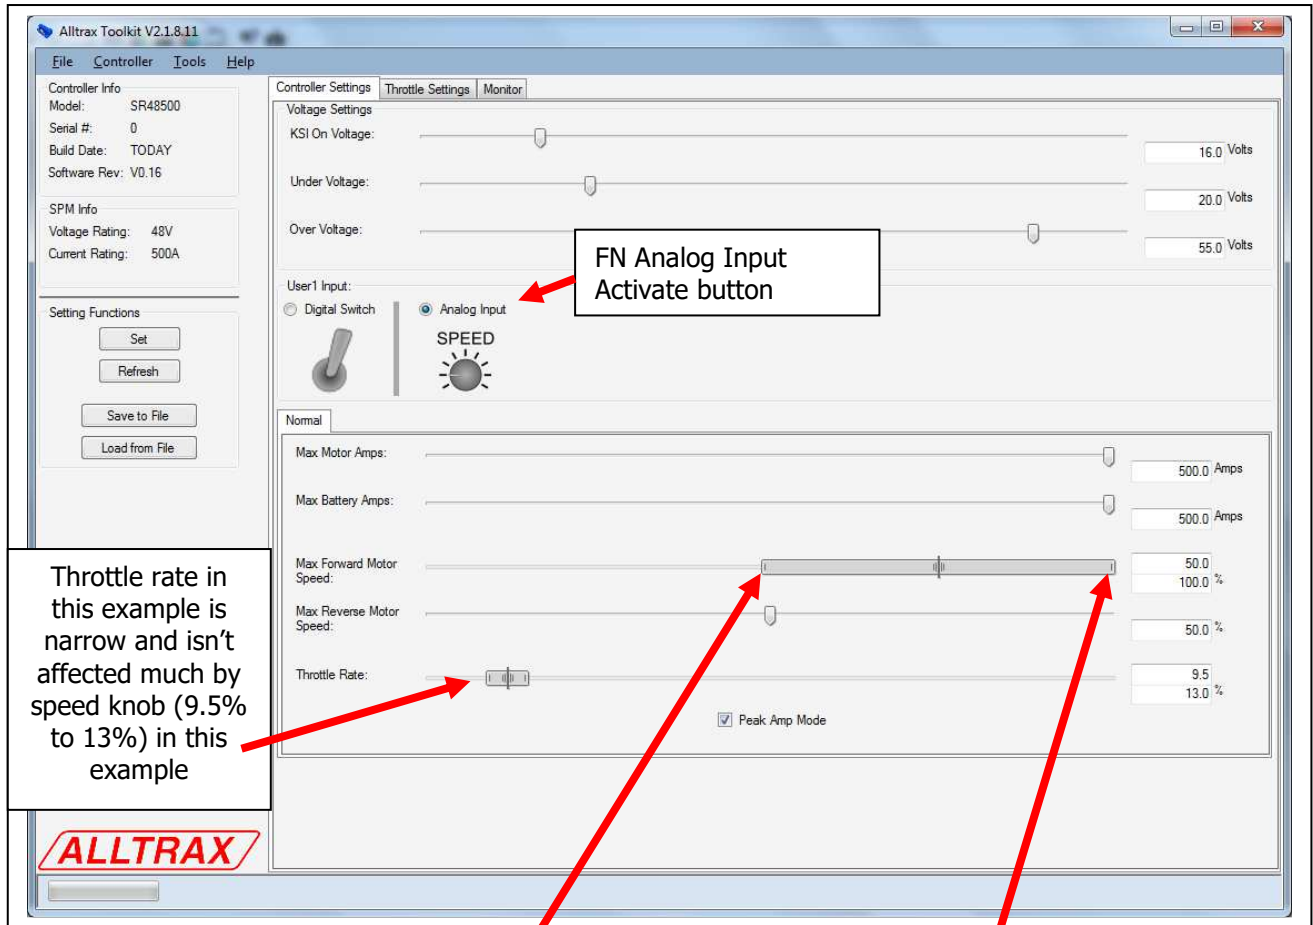 Alltrax Toolkit V2.1.8.11
File Controller Tools Help
Controller Info
Model: SR48500
Serial #: 0
Build Date: TODAY
Software Rev: V0.16
SPM Info
Voltage Rating: 48V
Current Rating: 500A
Setting Functions
Set
Refresh
Save to File
Load from File
Controller Settings Throttle Settings Monitor
Voltage Settings
KSI On Voltage: 16.0 Volts
Under Voltage: 20.0 Volts
Over Voltage: 55.0 Volts
FN Analog Input
Activate button
User1 Input:
Digital Switch Analog Input
SPEED
Normal
Max Motor Amps: 500.0 Amps
Max Battery Amps: 500.0 Amps
Max Forward Motor 50.0
Speed: 100.0 %
Max Reverse Motor
Speed: 50.0 %
Throttle Rate: 9.5
13.0 %
Peak Amp Mode
Throttle rate in
this example is
narrow and isn't
affected much by
speed knob (9.5%
to 13%) in this
example
ALLTRAX